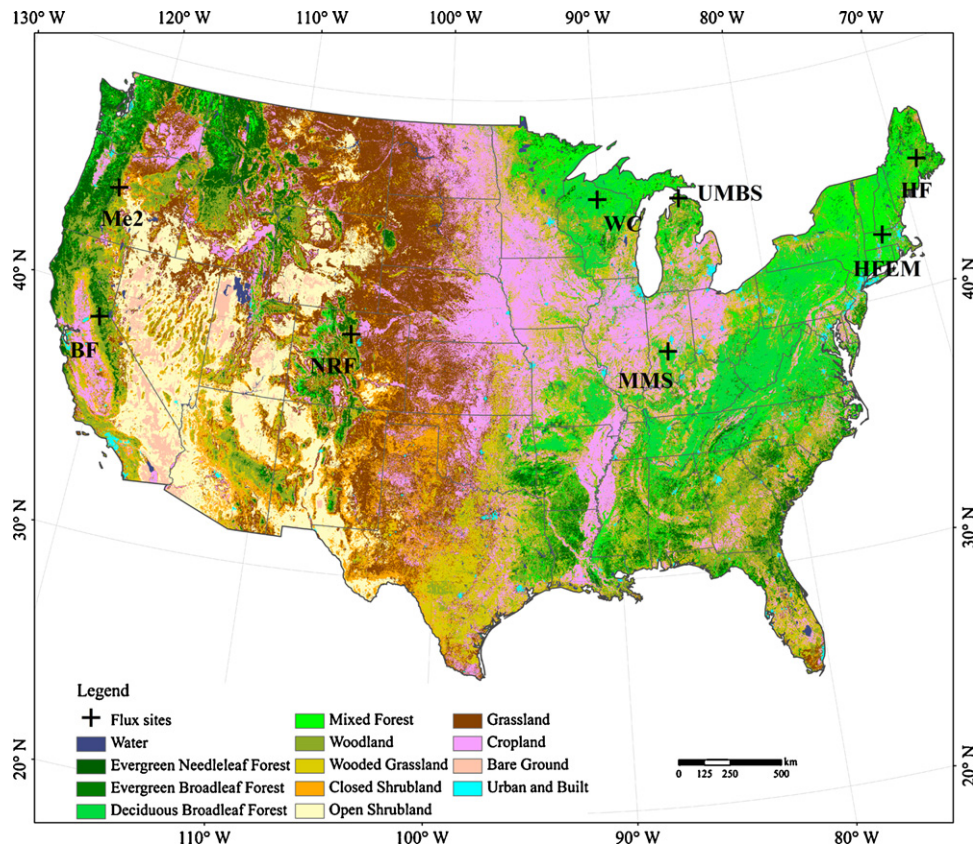 130° W 120° W 110° W 100° W 90° W 80° W 70° W
HF
UMBS
Me2
WC
HFEM
40° N
40° N
BF
NRF
MMS
30° N
30° N
Legend
Flux sites
Water
Evergreen Needleleaf Forest
Evergreen Broadleaf Forest
Deciduous Broadleaf Forest
Mixed Forest
Woodland
Wooded Grassland
Closed Shrubland
Open Shrubland
Grassland
Cropland
Bare Ground
Urban and Built
km
0 125 250 500
20° N
20° N
110° W 100° W 90° W 80° W